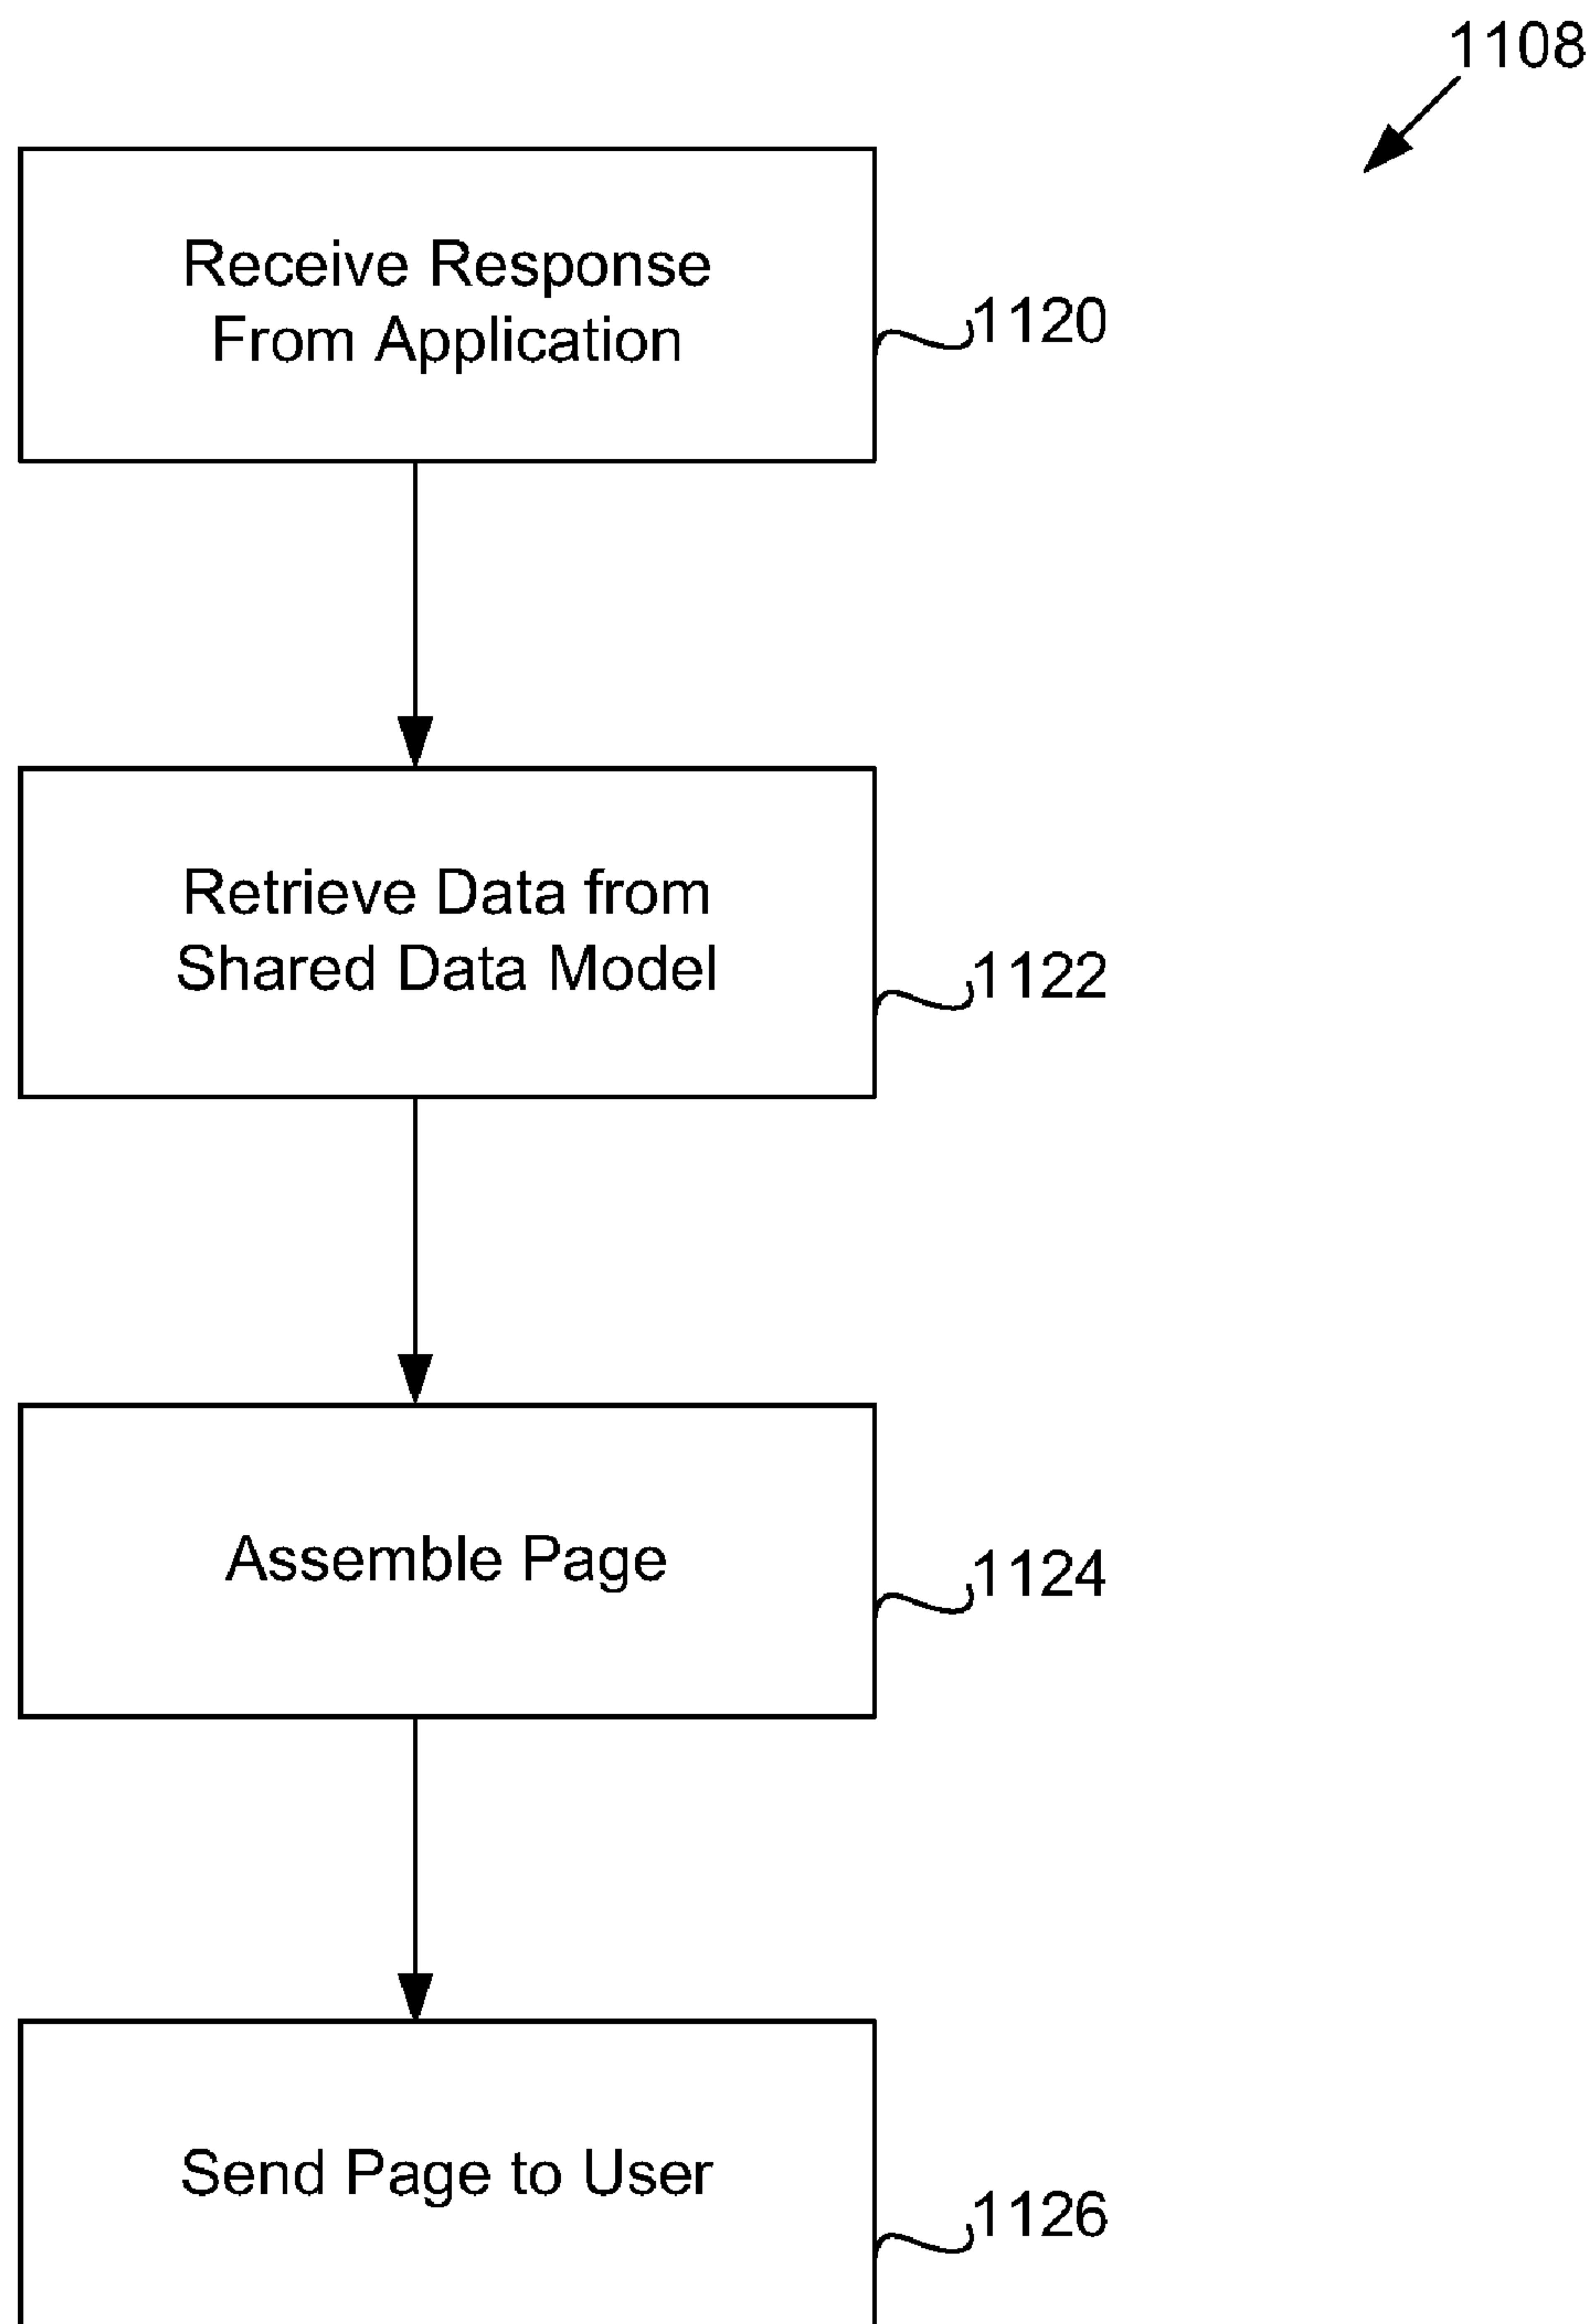 1108
Receive Response
From Application
1120
Retrieve Data from
Shared Data Model
1122
Assemble Page
1124
Send Page to User
1126